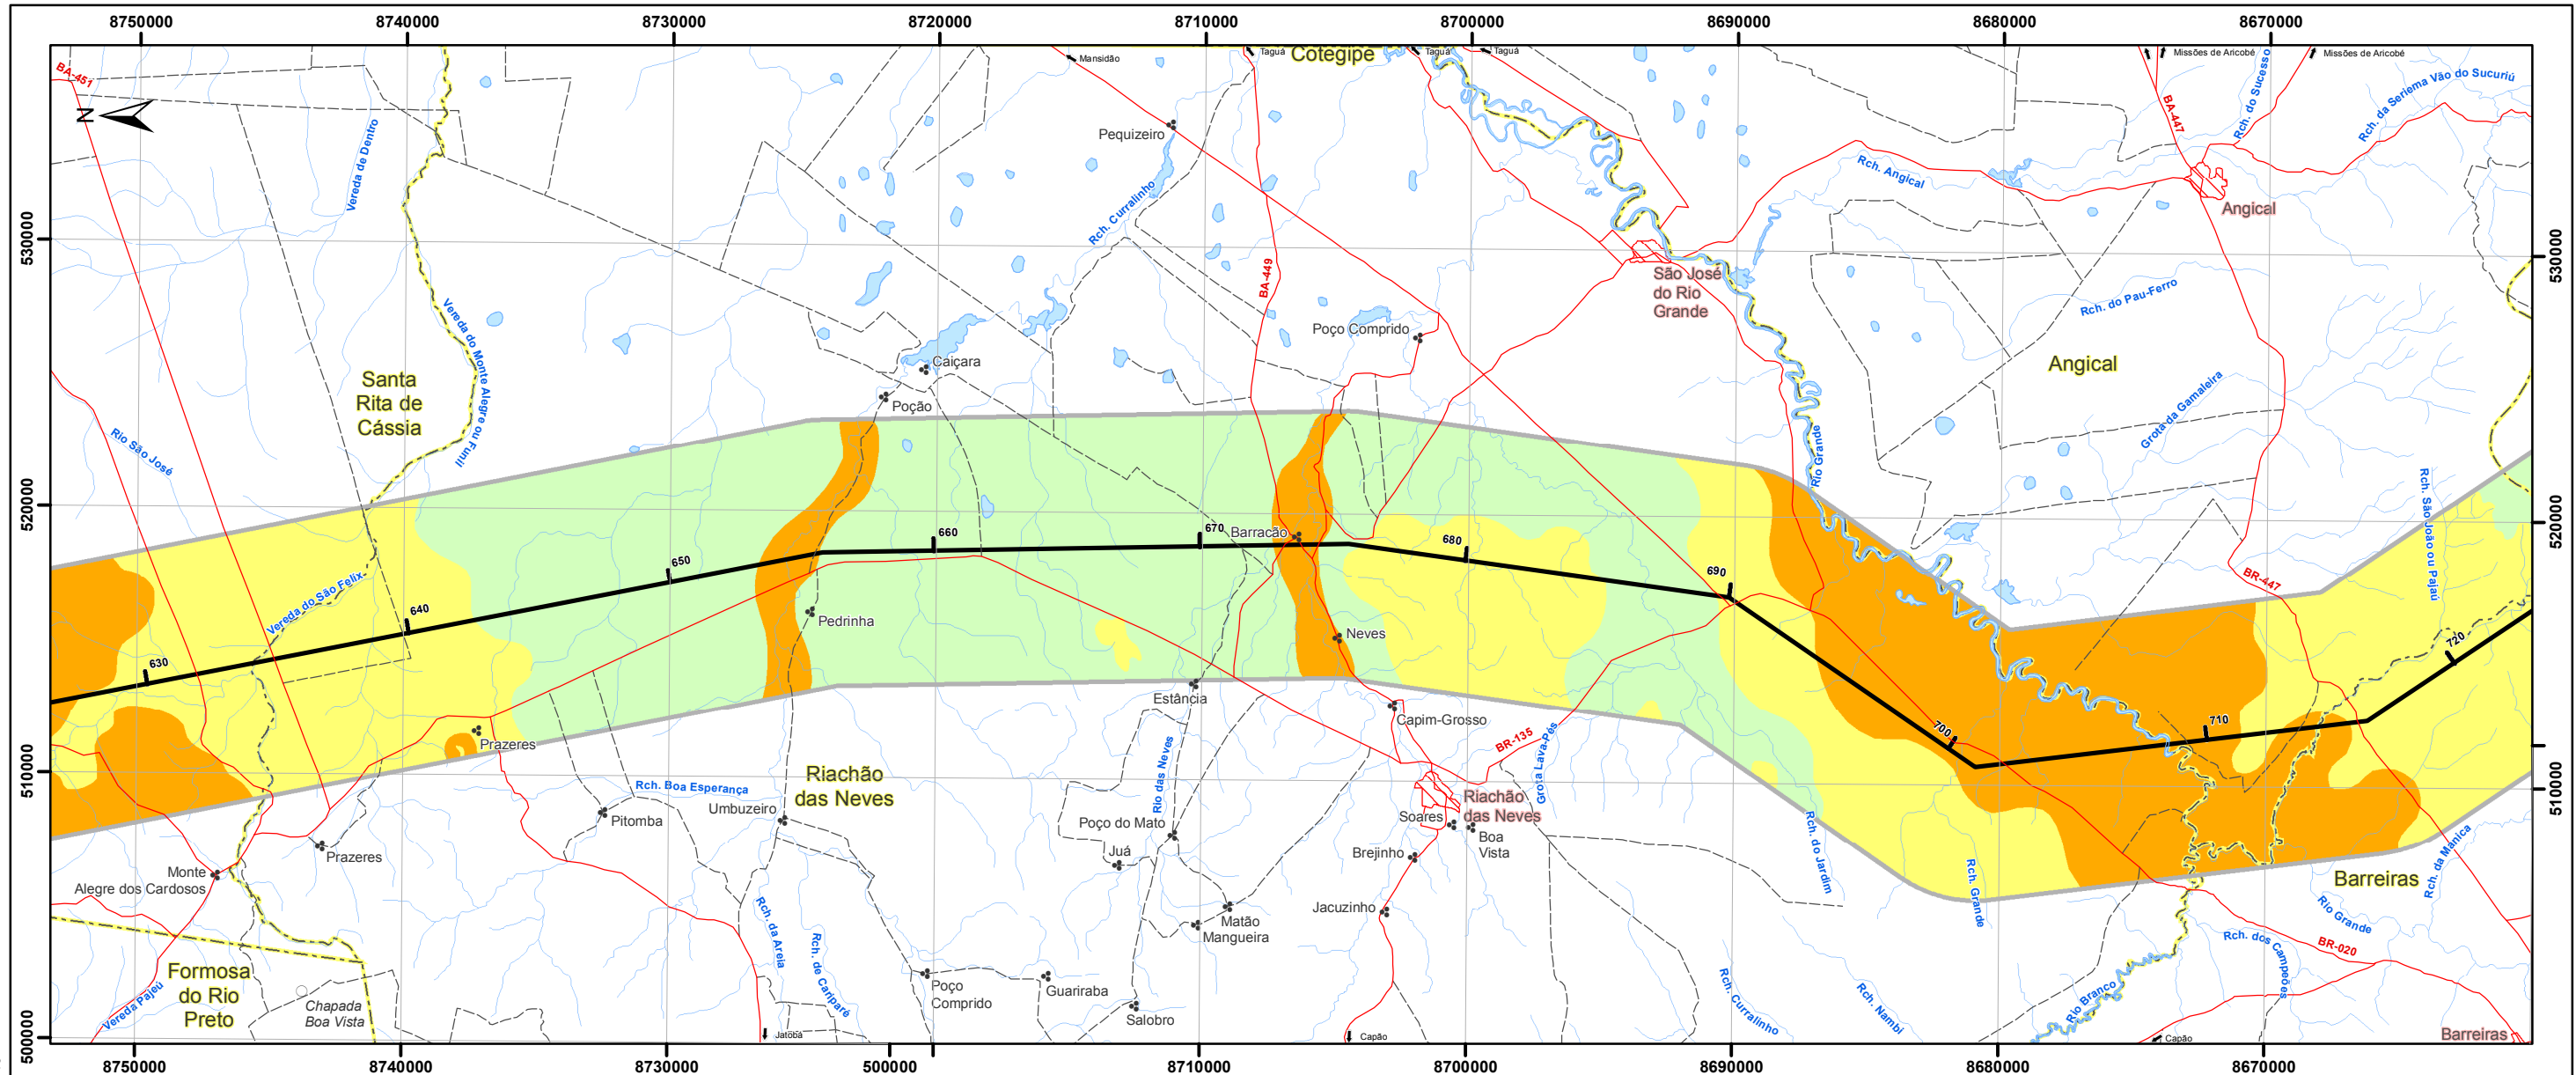 8750000 8740000 8730000 8720000 8710000 8700000 8690000 8680000 8670000
BA-451
N
Vereda de Dentro
Mansidão
Taguá
Cotegipe
Taguá
Taguá
Missões de Aricobé
Missões de Aricobé
Rch. do Sucesso
Rch. da Seriema Vão do Sucuriú
BA-447
Pequizeiro
Rch. Curralinho
Rch. Angical
Angical
530000
530000
BA-449
São José
do Rio
Grande
Rch. do Pau-Ferro
Vereda do Monte Alegre ou Funil
Poço Comprido
Caiçara
Poção
Santa
Rita de
Cássia
Angical
Grota da Gamaleira
Rio São José
Rio Grande
Rch. São João ou Pajaú
520000
520000
Vereda do São Felix
630
640
650
660
670
680
690
700
710
720
Barracão
BR-447
Pedrinha
Neves
Estância
Capim-Grosso
Prazeres
BR-135
Grota Lava-Pés
510000
510000
Rch. Boa Esperança
Riachão
das Neves
Rio das Neves
Riachão
das Neves
Umbuzeiro
Pitomba
Poço do Mato
Soares
Boa
Vista
Juá
Brejinho
Prazeres
Monte
Alegre dos Cardosos
Rch. do Jardim
Rch. Grande
Barreiras
Rch. da Manica
Jacuzinho
Matão
Mangueira
Rch. da Areia
Rch. de Cariparé
Rio Grande
Rch. dos Campeões
BR-020
Formosa
do Rio
Preto
Vereda Pajeú
Chapada
Boa Vista
Poço
Comprido
Guariraba
Salobro
Rch. Curralinho
Rch. Nambi
Rio Branco
Jatobá
Capão
Capão
Barreiras
500000
8750000 8740000 8730000 500000 8710000 8700000 8690000 8680000 8670000